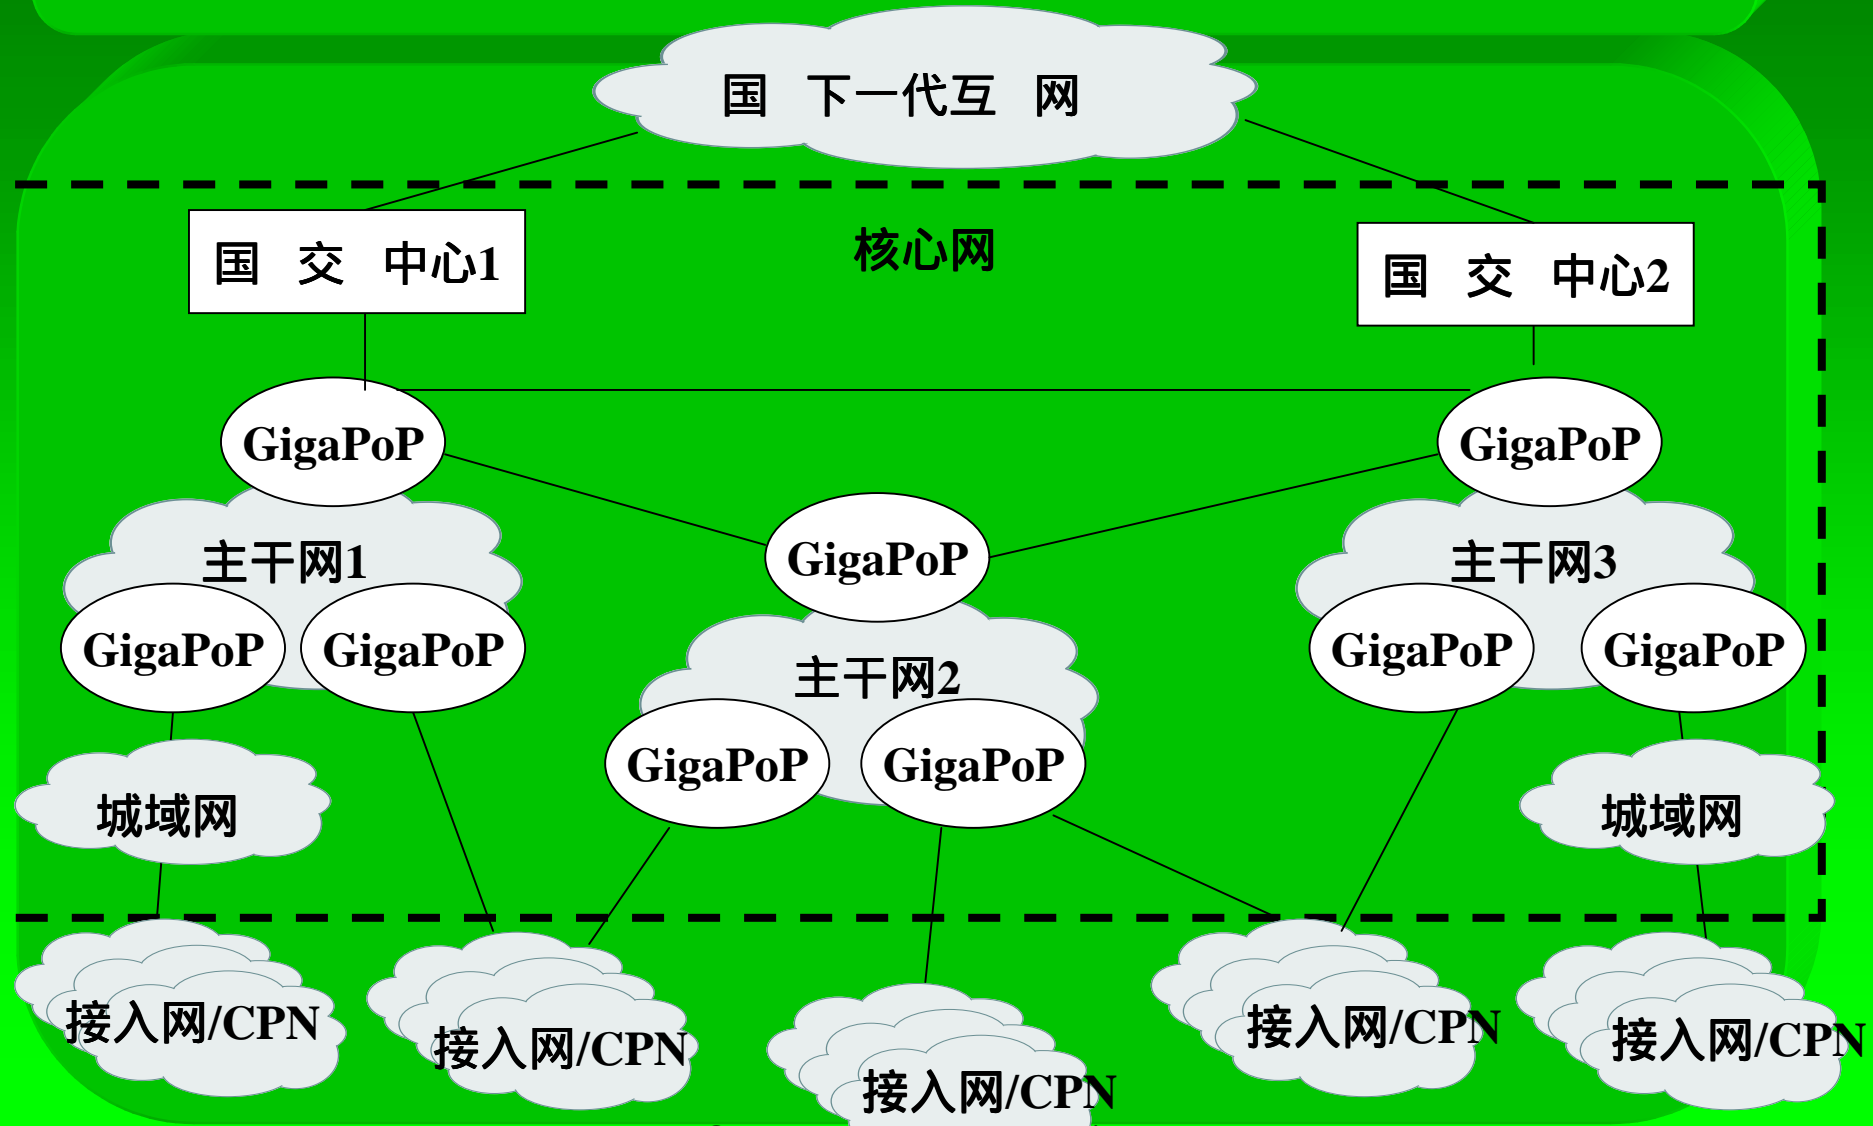 国 下一代互 网
核心网
国 交 中心1
国 交 中心2
GigaPoP
GigaPoP
GigaPoP
主干网1
主干网3
GigaPoP
GigaPoP
GigaPoP
GigaPoP
主干网2
GigaPoP
GigaPoP
城域网
城域网
接入网/CPN
接入网/CPN
接入网/CPN
接入网/CPN
接入网/CPN